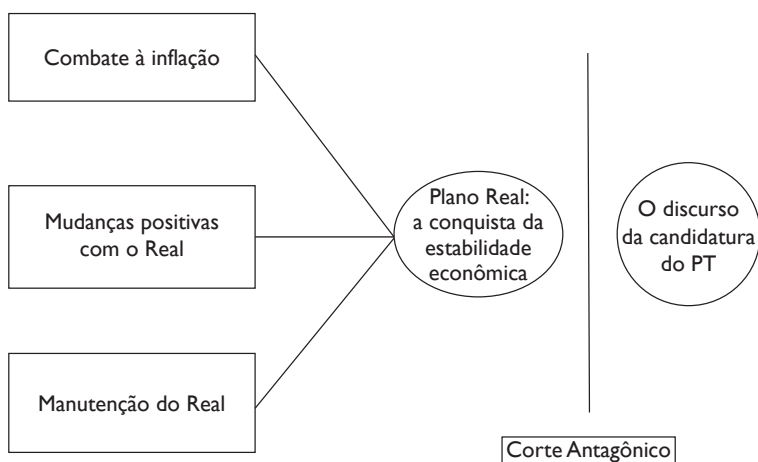 Combate à inflação
Mudanças positivas
com o Real
Manutenção do Real
Plano Real:
a conquista da
estabilidade
econômica
O discurso
da candidatura
do PT
Corte Antagônico